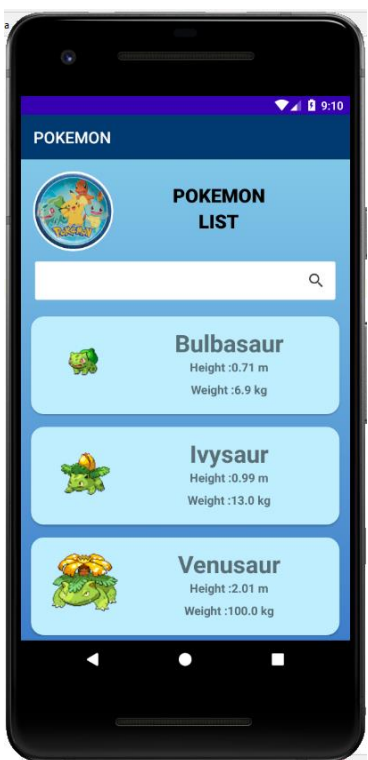 a
9:10
POKEMON
POKEMON
LIST
POKEMON
Bulbasaur
Height :0.71 m
Weight :6.9 kg
Ivysaur
Height :0.99 m
Weight :13.0 kg
Venusaur
Height :2.01 m
Weight :100.0 kg